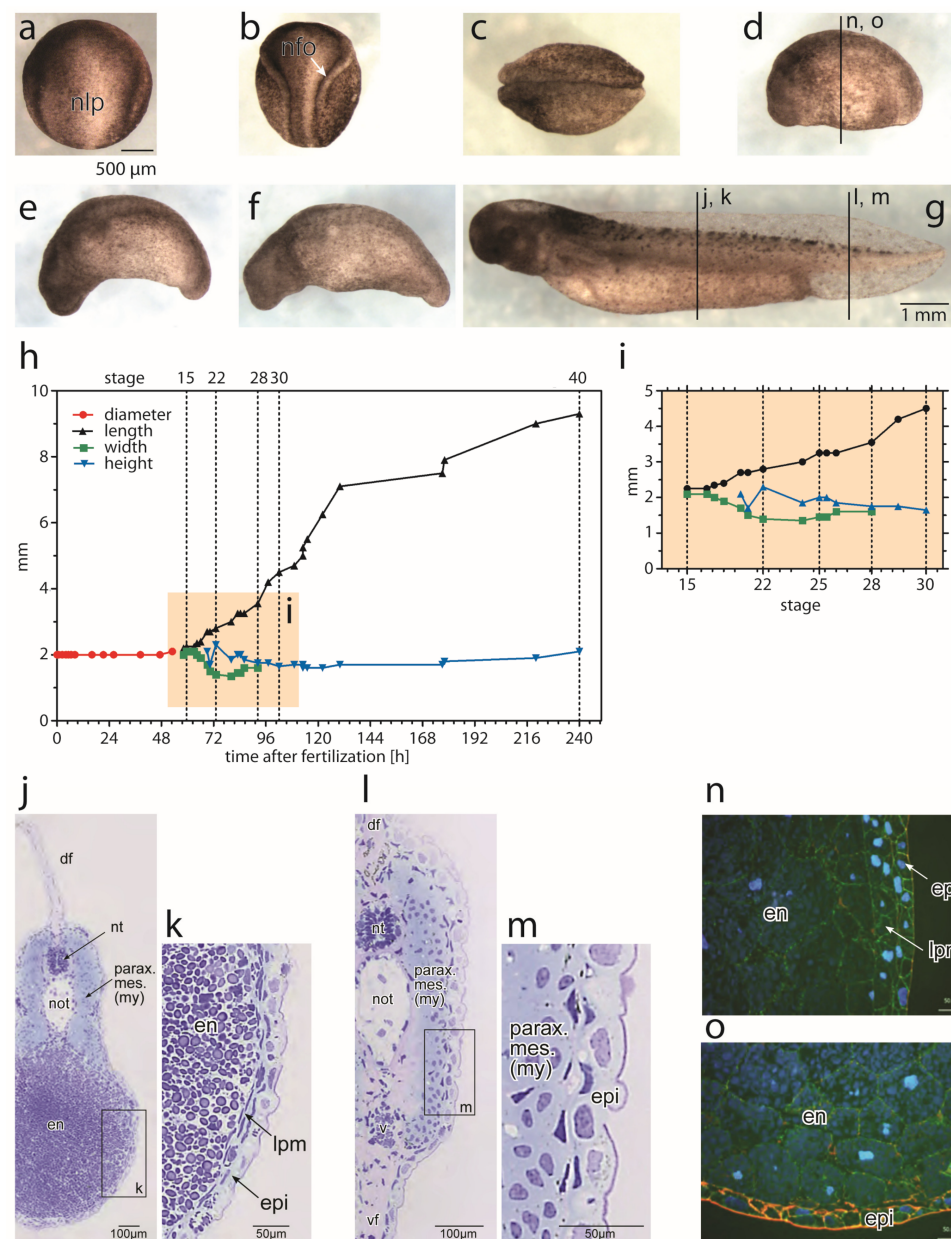 a
nlp
500 µm
b
nfo
c
d
n, o
e
f
j, k
l, m
g
1 mm
h
stage 15 22 28 30 40
10
8
6
4
2
0
mm
diameter
length
width
height
i
0 24 48 72 96 120 144 168 192 216 240
time after fertilization [h]
i
5
4
3
2
1
0
mm
15 22 25 28 30
stage
j
df
nt
not
parax.
mes.
(my)
en
k
100µm
k
en
lpm
epi
50µm
l
df
nt
parax.
mes.
(my)
not
m
v
vf
100µm
m
parax.
mes.
(my)
epi
50µm
n
en
ep
o
en
epi